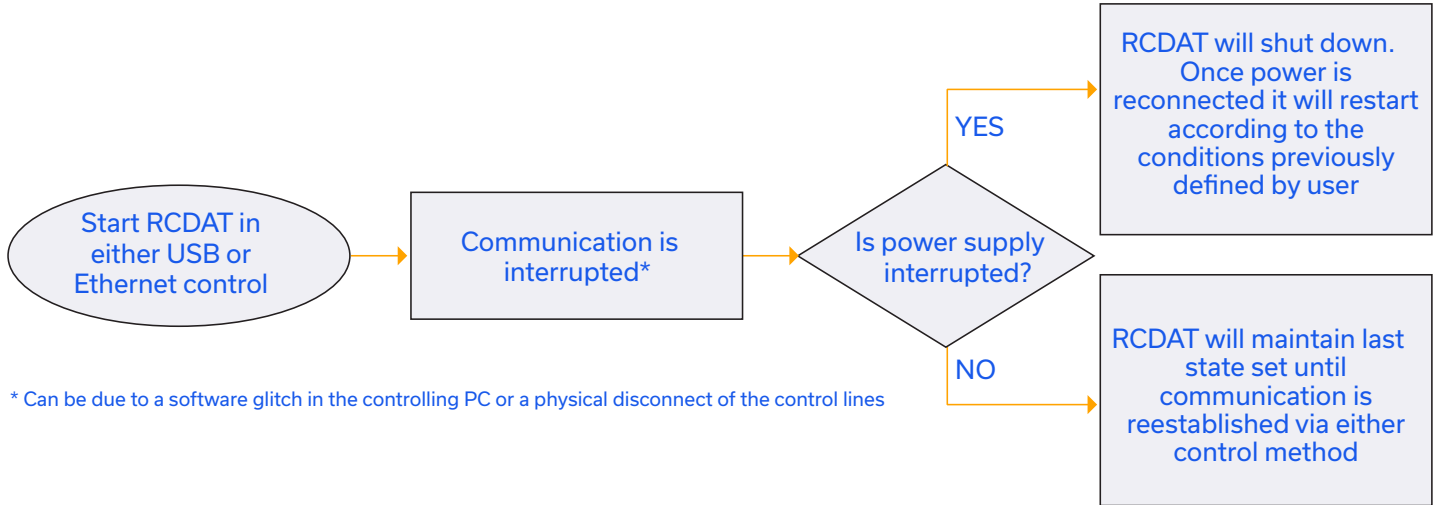 Start RCDAT in
either USB or
Ethernet control
Communication is
interrupted*
Is power supply
interrupted?
YES
RCDAT will shut down.
Once power is
reconnected it will restart
according to the
conditions previously
defined by user
NO
RCDAT will maintain last
state set until
communication is
reestablished via either
control method
* Can be due to a software glitch in the controlling PC or a physical disconnect of the control lines